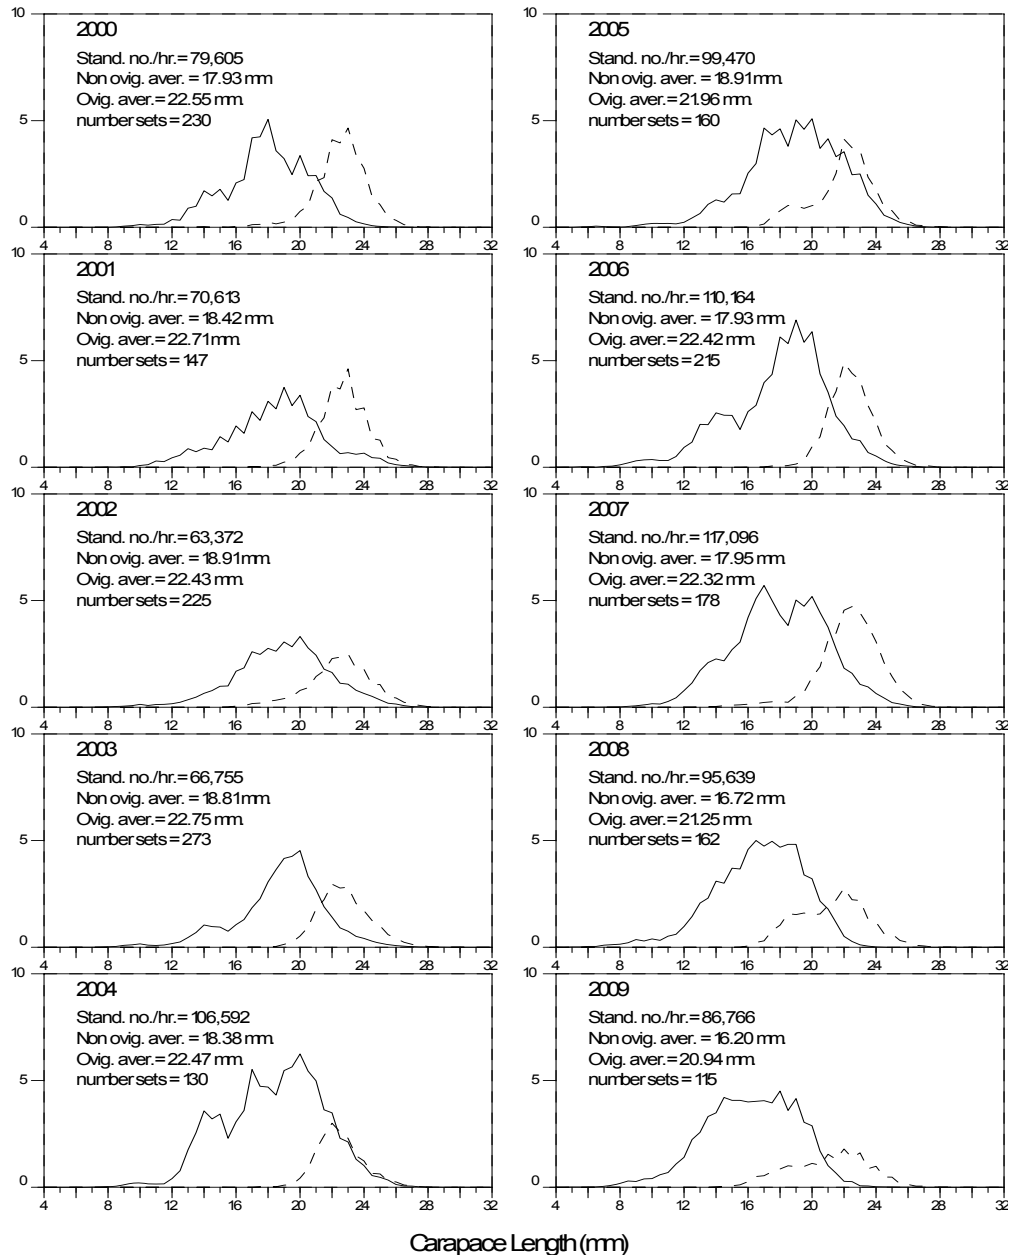 2000
Stand. no./hr.= 79,605
Non ovig. aver. = 17.93 mm
Ovig. aver.= 22.55 mm.
number sets = 230
10
5
0
4 8 12 16 20 24 28 32
2001
Stand. no./hr.= 70,613
Non ovig. aver. = 18.42 mm.
Ovig. aver.= 22.71 mm.
number sets = 147
10
5
0
4 8 12 16 20 24 28 32
2002
Stand. no./hr.= 63,372
Non ovig. aver. = 18.91 mm.
Ovig. aver.= 22.43 mm.
number sets = 225
10
5
0
4 8 12 16 20 24 28 32
2003
Stand. no./hr.= 66,755
Non ovig. aver. = 18.81 mm.
Ovig. aver.= 22.75 mm.
number sets = 273
10
5
0
4 8 12 16 20 24 28 32
2004
Stand. no./hr.= 106,592
Non ovig. aver. = 18.38 mm.
Ovig. aver.= 22.47 mm.
number sets = 130
10
5
0
4 8 12 16 20 24 28 32
2005
Stand. no./hr.= 99,470
Non ovig. aver. = 18.91 mm.
Ovig. aver.= 21.96 mm.
number sets = 160
10
5
0
4 8 12 16 20 24 28 32
2006
Stand. no./hr.= 110,164
Non ovig. aver. = 17.93 mm.
Ovig. aver.= 22.42 mm.
number sets = 215
10
5
0
4 8 12 16 20 24 28 32
2007
Stand. no./hr.= 117,096
Non ovig. aver. = 17.95 mm.
Ovig. aver.= 22.32 mm.
number sets = 178
10
5
0
4 8 12 16 20 24 28 32
2008
Stand. no./hr.= 95,639
Non ovig. aver. = 16.72 mm.
Ovig. aver.= 21.25 mm.
number sets = 162
10
5
0
4 8 12 16 20 24 28 32
2009
Stand. no./hr.= 86,766
Non ovig. aver. = 16.20 mm.
Ovig. aver.= 20.94 mm.
number sets = 115
10
5
0
4 8 12 16 20 24 28 32
Carapace Length (mm)